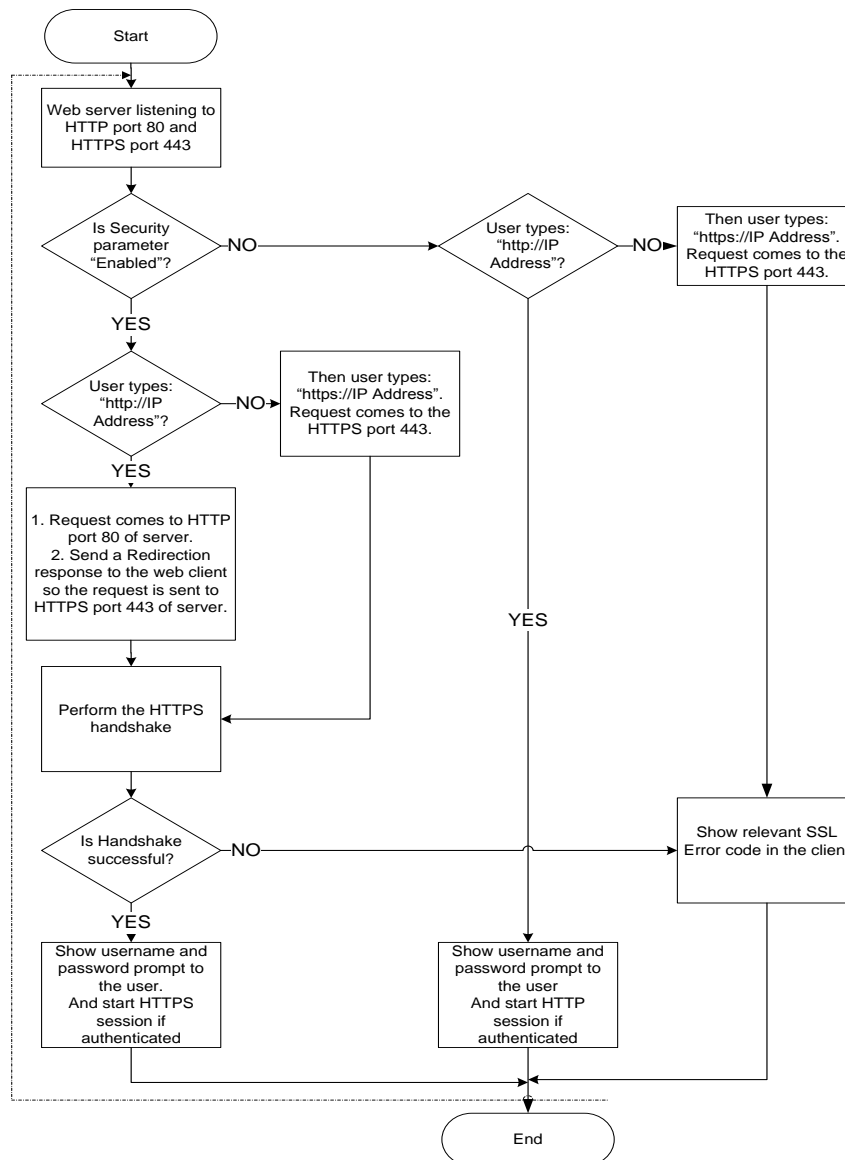 Start
Web server listening to
HTTP port 80 and
HTTPS port 443
Is Security
parameter
“Enabled”?
NO
User types:
“http://IP
Address”?
NO
Then user types:
“https://IP Address”.
Request comes to the
HTTPS port 443.
YES
User types:
“http://IP
Address”?
NO
Then user types:
“https://IP Address”.
Request comes to the
HTTPS port 443.
YES
1. Request comes to HTTP
port 80 of server.
2. Send a Redirection
response to the web client
so the request is sent to
HTTPS port 443 of server.
YES
Perform the HTTPS
handshake
Is Handshake
successful?
NO
Show relevant SSL
Error code in the client
YES
Show username and
password prompt to
the user.
And start HTTPS
session if
authenticated
Show username and
password prompt to
the user
And start HTTP
session if
authenticated
End